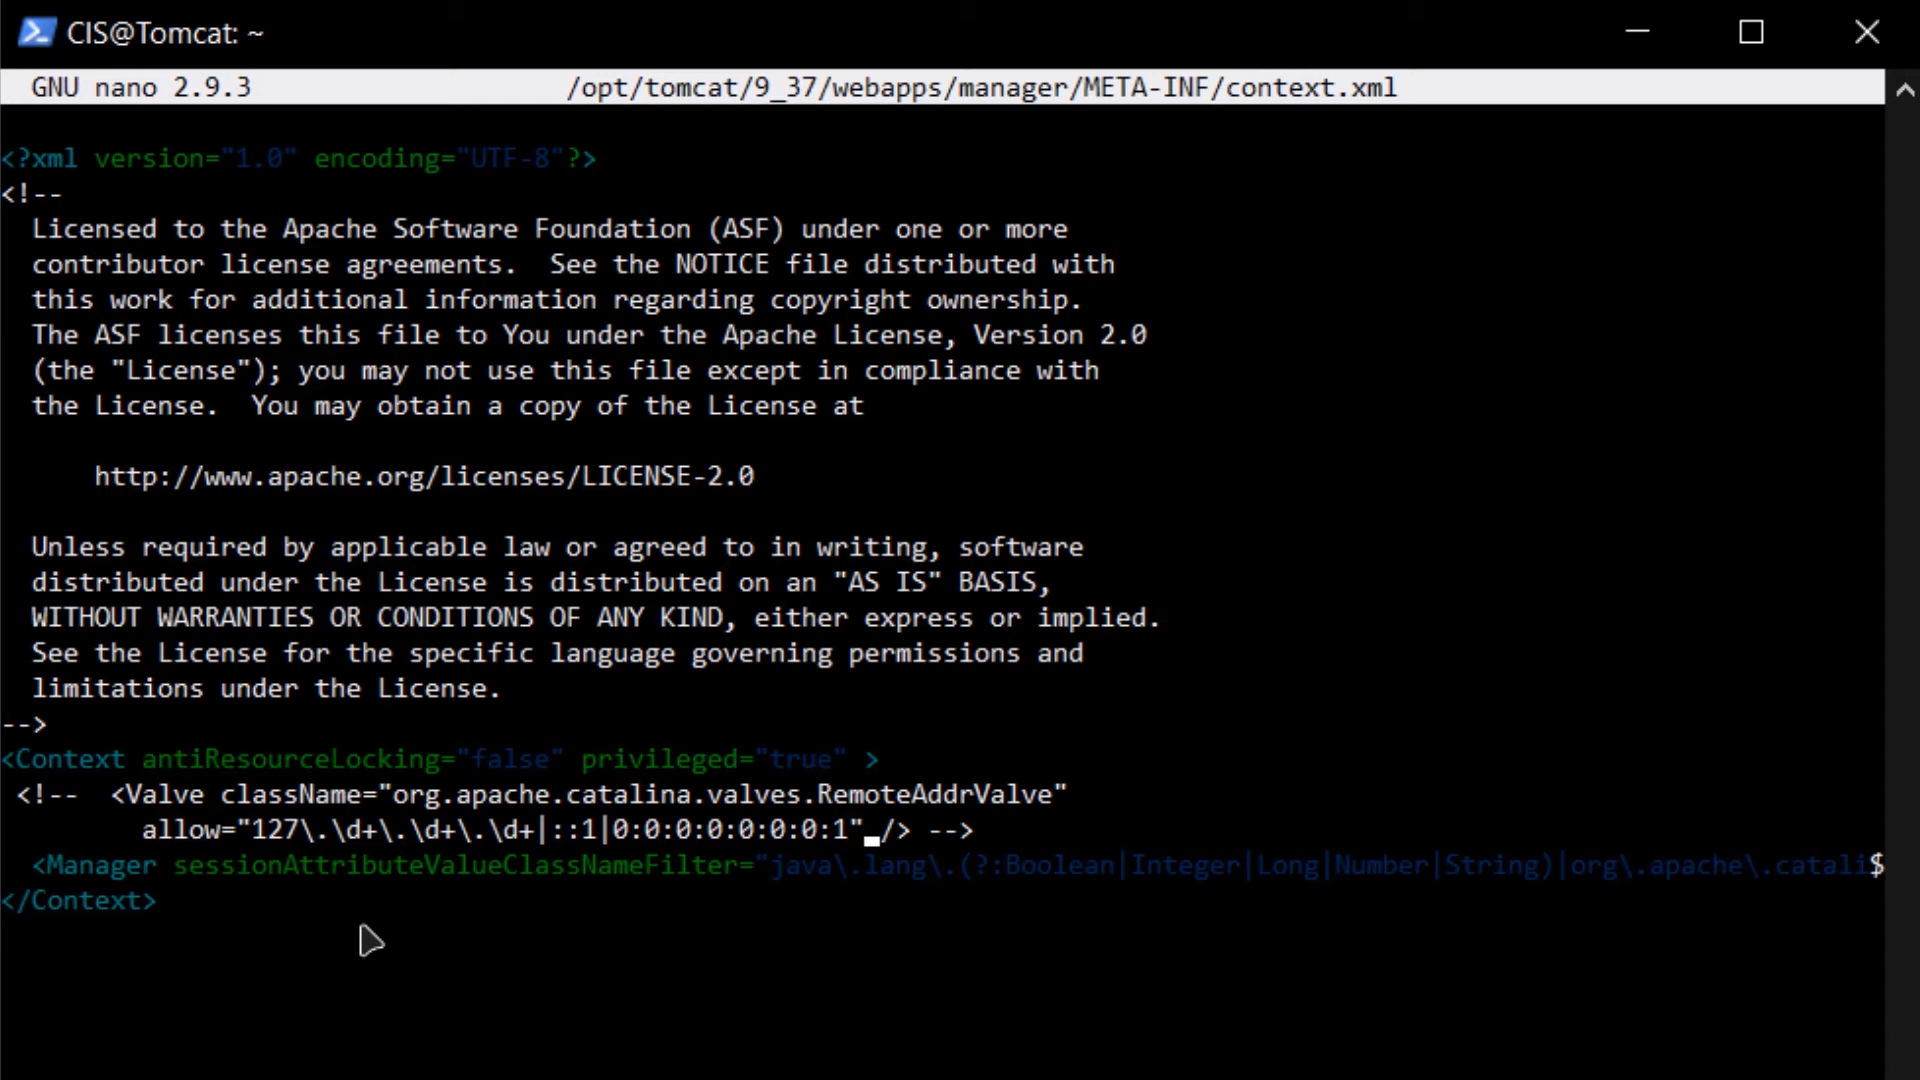 CIS@Tomcat: ~
GNU nano 2.9.3 /opt/tomcat/9_37/webapps/manager/META-INF/context.xml
<?xml version="1.0" encoding="UTF-8"?>
<!--
  Licensed to the Apache Software Foundation (ASF) under one or more
  contributor license agreements.  See the NOTICE file distributed with
  this work for additional information regarding copyright ownership.
  The ASF licenses this file to You under the Apache License, Version 2.0
  (the "License"); you may not use this file except in compliance with
  the License.  You may obtain a copy of the License at
      http://www.apache.org/licenses/LICENSE-2.0
  Unless required by applicable law or agreed to in writing, software
  distributed under the License is distributed on an "AS IS" BASIS,
  WITHOUT WARRANTIES OR CONDITIONS OF ANY KIND, either express or implied.
  See the License for the specific language governing permissions and
  limitations under the License.
-->
<Context antiResourceLocking="false" privileged="true" >
 <!--  <Valve className="org.apache.catalina.valves.RemoteAddrValve"
         allow="127\.\d+\.\d+\.\d+|::1|0:0:0:0:0:0:0:1" /> -->
  <Manager sessionAttributeValueClassNameFilter="java\.lang\.(?:Boolean|Integer|Long|Number|String)|org\.apache\.catali$
</Context>